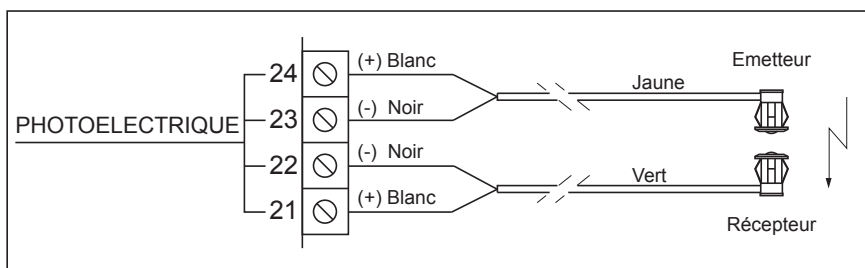 24 (+) Blanc
Jaune
Emetteur
23 (-) Noir
PHOTOELECTRIQUE
22 (-) Noir
Vert
21 (+) Blanc
Récepteur